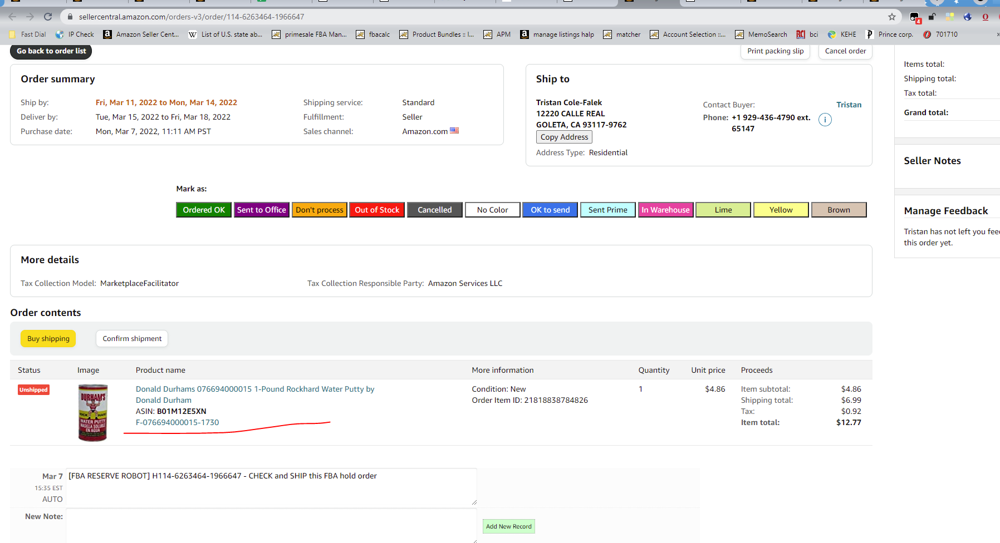 sellercentral.amazon.com/orders-v3/order/114-6263464-1966647
4
Fast Dial IP Check Amazon Seller Cent... List of U.S. state ab... primesale FBA Man... fbacalc Product Bundles :: I... APM manage listings halp matcher Account Selection ::... MemoSearch bci KEHE Prince corp. 701710 »
Go back to order list
Print packing slip
Cancel order
Order summary
Ship by: Fri, Mar 11, 2022 to Mon, Mar 14, 2022
Shipping service: Standard
Deliver by: Tue, Mar 15, 2022 to Fri, Mar 18, 2022
Fulfillment: Seller
Purchase date: Mon, Mar 7, 2022, 11:11 AM PST
Sales channel: Amazon.com
Ship to
Tristan Cole-Falek
12220 CALLE REAL
GOLETA, CA 93117-9762
Copy Address
Address Type: Residential
Contact Buyer: Tristan
Phone: +1 929-436-4790 ext.
65147
Items total:
Shipping total:
Tax total:
Grand total:
Seller Notes
Manage Feedback
Tristan has not left you fee
this order yet.
Mark as:
Ordered OK Sent to Office Don't process Out of Stock Cancelled No Color OK to send Sent Prime In Warehouse Lime Yellow Brown
More details
Tax Collection Model: MarketplaceFacilitator
Tax Collection Responsible Party: Amazon Services LLC
Order contents
Buy shipping
Confirm shipment
Status Image Product name More information Quantity Unit price Proceeds
Unshipped
DURHAM'S
ROCK HARD
WATER PUTTY
MASILLA SOLUBLE
EN AGUA
Donald Durhams 076694000015 1-Pound Rockhard Water Putty by
Donald Durham
ASIN: B01M12E5XN
F-076694000015-1730
Condition: New
Order Item ID: 21818838784826
1
$4.86
Item subtotal: $4.86
Shipping total: $6.99
Tax: $0.92
Item total: $12.77
Mar 7
15:35 EST
AUTO
[FBA RESERVE ROBOT] H114-6263464-1966647 - CHECK and SHIP this FBA hold order
New Note:
Add New Record